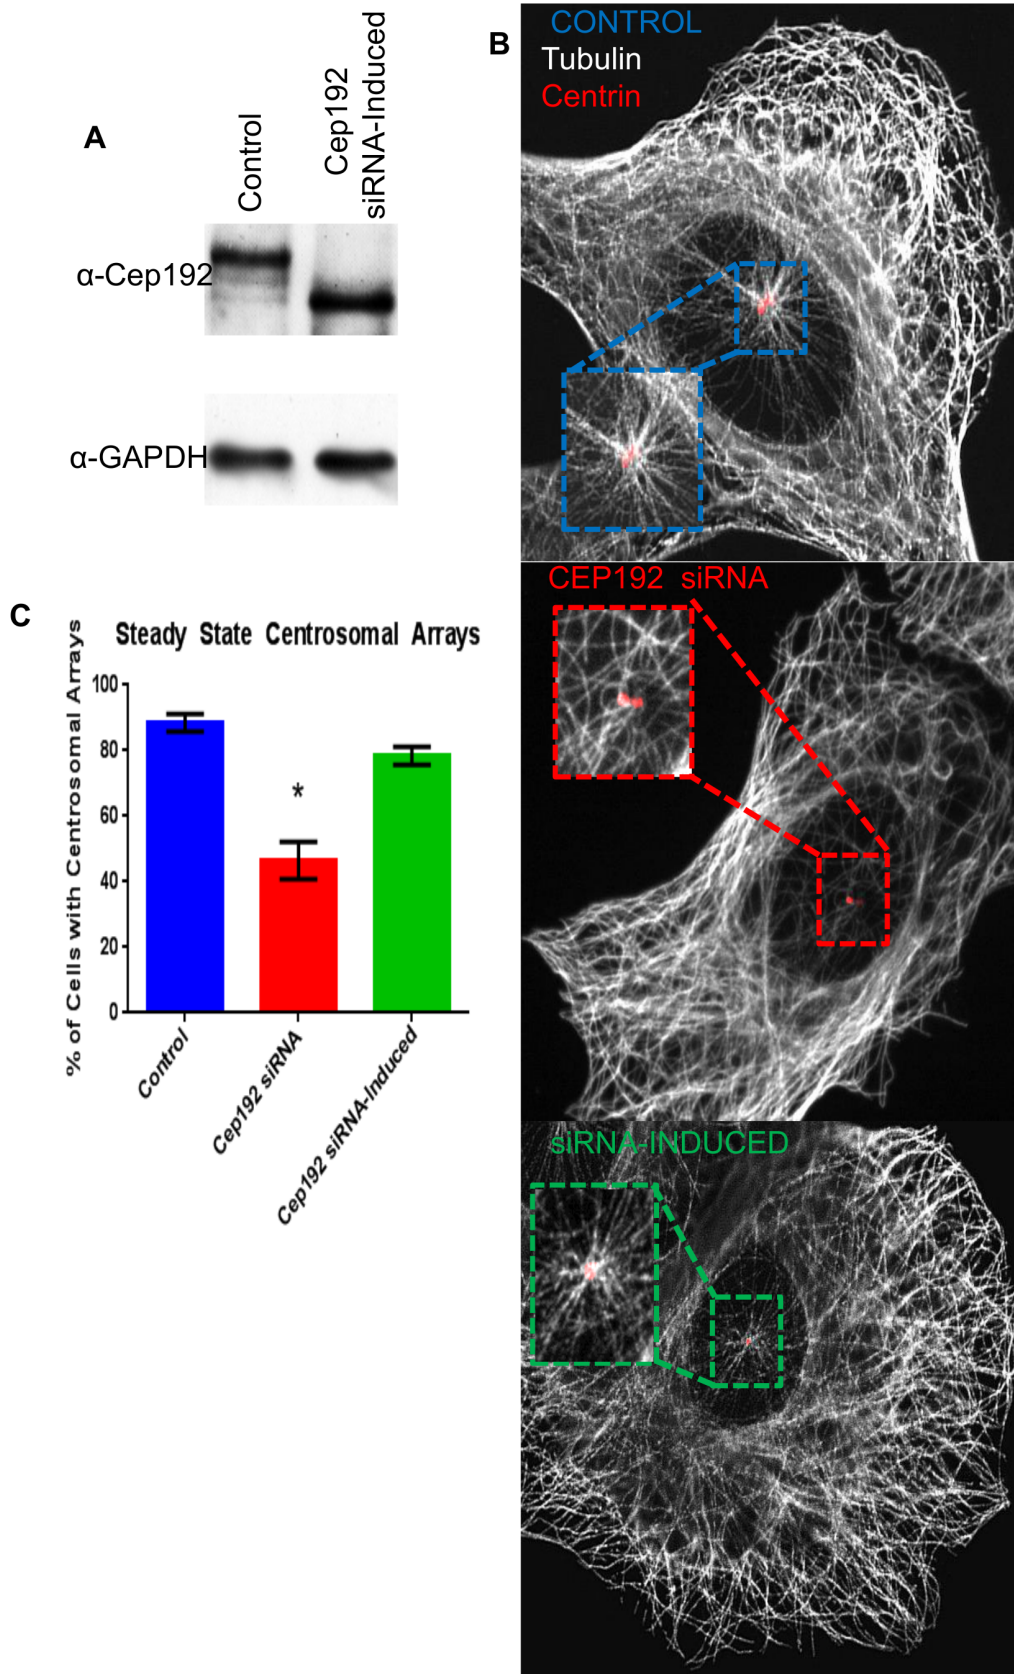 A
Control
Cep192
siRNA-Induced
α-Cep192
α-GAPDH
B
CONTROL
Tubulin
Centrin
CEP192 siRNA
siRNA-INDUCED
C
Steady State Centrosomal Arrays
% of Cells with Centrosomal Arrays
100
80
60
40
20
0
*
Control
Cep192 siRNA
Cep192 siRNA-Induced